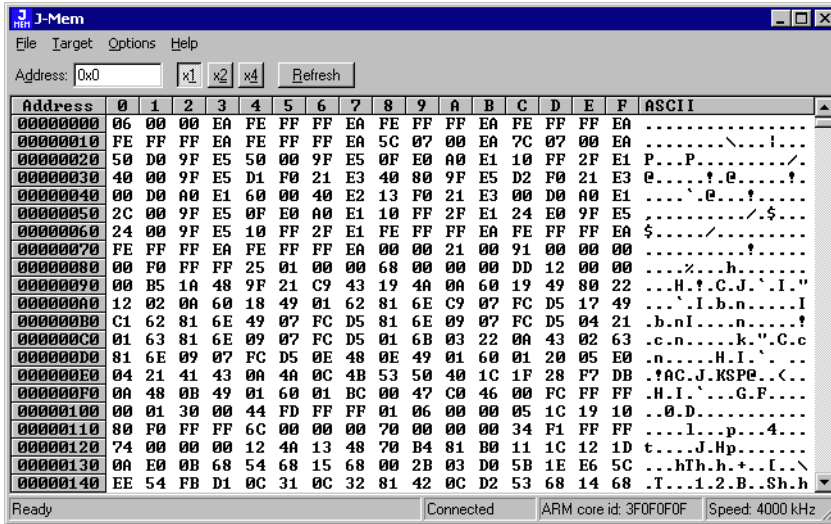 J-Mem
File Target Options Help
Address: 0x0 x1 x2 x4 Refresh
Address 0 1 2 3 4 5 6 7 8 9 A B C D E F ASCII
00000000 06 00 00 EA FE FF FF EA FE FF FF EA FE FF FF EA ................
00000010 FE FF FF EA FE FF FF EA 5C 07 00 EA 7C 07 00 EA ........\...|...
00000020 50 D0 9F E5 50 00 9F E5 0F E0 A0 E1 10 FF 2F E1 P...P........./.
00000030 40 00 9F E5 D1 F0 21 E3 40 80 9F E5 D2 F0 21 E3 @.....!.@.....!.
00000040 00 D0 A0 E1 60 00 40 E2 13 F0 21 E3 00 D0 A0 E1 ....`.@...!.....
00000050 2C 00 9F E5 0F E0 A0 E1 10 FF 2F E1 24 E0 9F E5 ,........./.$...
00000060 24 00 9F E5 10 FF 2F E1 FE FF FF EA FE FF FF EA $...../.........
00000070 FE FF FF EA FE FF FF EA 00 00 21 00 91 00 00 00 ..........!.....
00000080 00 F0 FF FF 25 01 00 00 68 00 00 00 DD 12 00 00 ....%...h.......
00000090 00 B5 1A 48 9F 21 C9 43 19 4A 0A 60 19 49 80 22 ...H.!.C.J.`.I."
000000A0 12 02 0A 60 18 49 01 62 81 6E C9 07 FC D5 17 49 ...`.I.b.n.....I
000000B0 C1 62 81 6E 49 07 FC D5 81 6E 09 07 FC D5 04 21 .b.nI....n.....!
000000C0 01 63 81 6E 09 07 FC D5 01 6B 03 22 0A 43 02 63 .c.n.....k.".C.c
000000D0 81 6E 09 07 FC D5 0E 48 0E 49 01 60 01 20 05 E0 .n.....H.I.`. ..
000000E0 04 21 41 43 0A 4A 0C 4B 53 50 40 1C 1F 28 F7 DB .!AC.J.KSP@..(..
000000F0 0A 48 0B 49 01 60 01 BC 00 47 C0 46 00 FC FF FF .H.I.`...G.F....
00000100 00 01 30 00 44 FD FF FF 01 06 00 00 05 1C 19 10 ..0.D...........
00000110 80 F0 FF FF 6C 00 00 00 70 00 00 00 34 F1 FF FF ....l...p...4...
00000120 74 00 00 00 12 4A 13 48 70 B4 81 B0 11 1C 12 1D t....J.Hp.......
00000130 0A E0 0B 68 54 68 15 68 00 2B 03 D0 5B 1E E6 5C ...hTh.h.+..[..\
00000140 EE 54 FB D1 0C 31 0C 32 81 42 0C D2 53 68 14 68 .T...1.2.B..Sh.h
Ready Connected ARM core id: 3F0F0F0F Speed: 4000 kHz